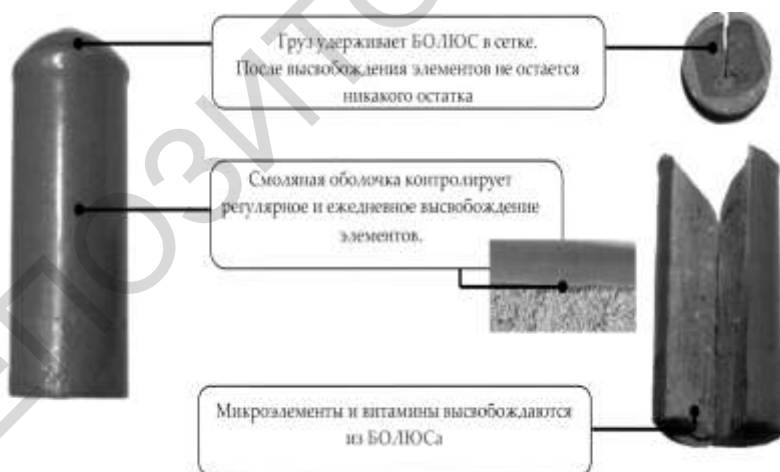 Груз удерживает БОЛЮС в сетке.
После высвобождения элементов не остается
никакого остатка
Смоляная оболочка контролирует
регулярное и ежедневное высвобождение
элементов.
Микроэлементы и витамины высвобождаются
из БОЛЮСа